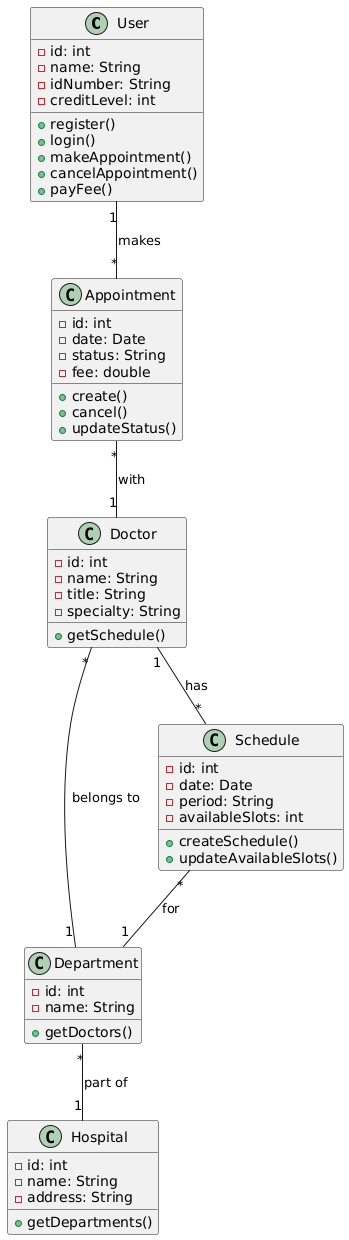 C User
id: int
name: String
idNumber: String
creditLevel: int
register()
login()
makeAppointment()
cancelAppointment()
payFee()
1
makes
*
C Appointment
id: int
date: Date
status: String
fee: double
create()
cancel()
updateStatus()
*
with
1
C Doctor
id: int
name: String
title: String
specialty: String
getSchedule()
* 1
has
*
C Schedule
id: int
date: Date
period: String
availableSlots: int
createSchedule()
updateAvailableSlots()
belongs to
*
for
1 1
C Department
id: int
name: String
getDoctors()
*
part of
1
C Hospital
id: int
name: String
address: String
getDepartments()